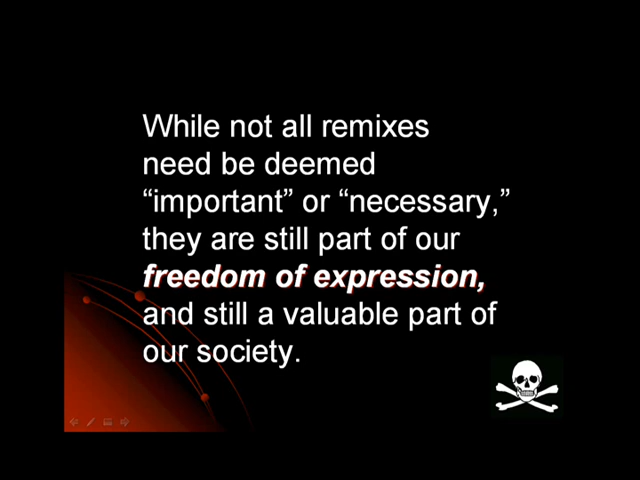 While not all remixes
need be deemed
“important” or “necessary,”
they are still part of our
freedom of expression,
and still a valuable part of
our society.